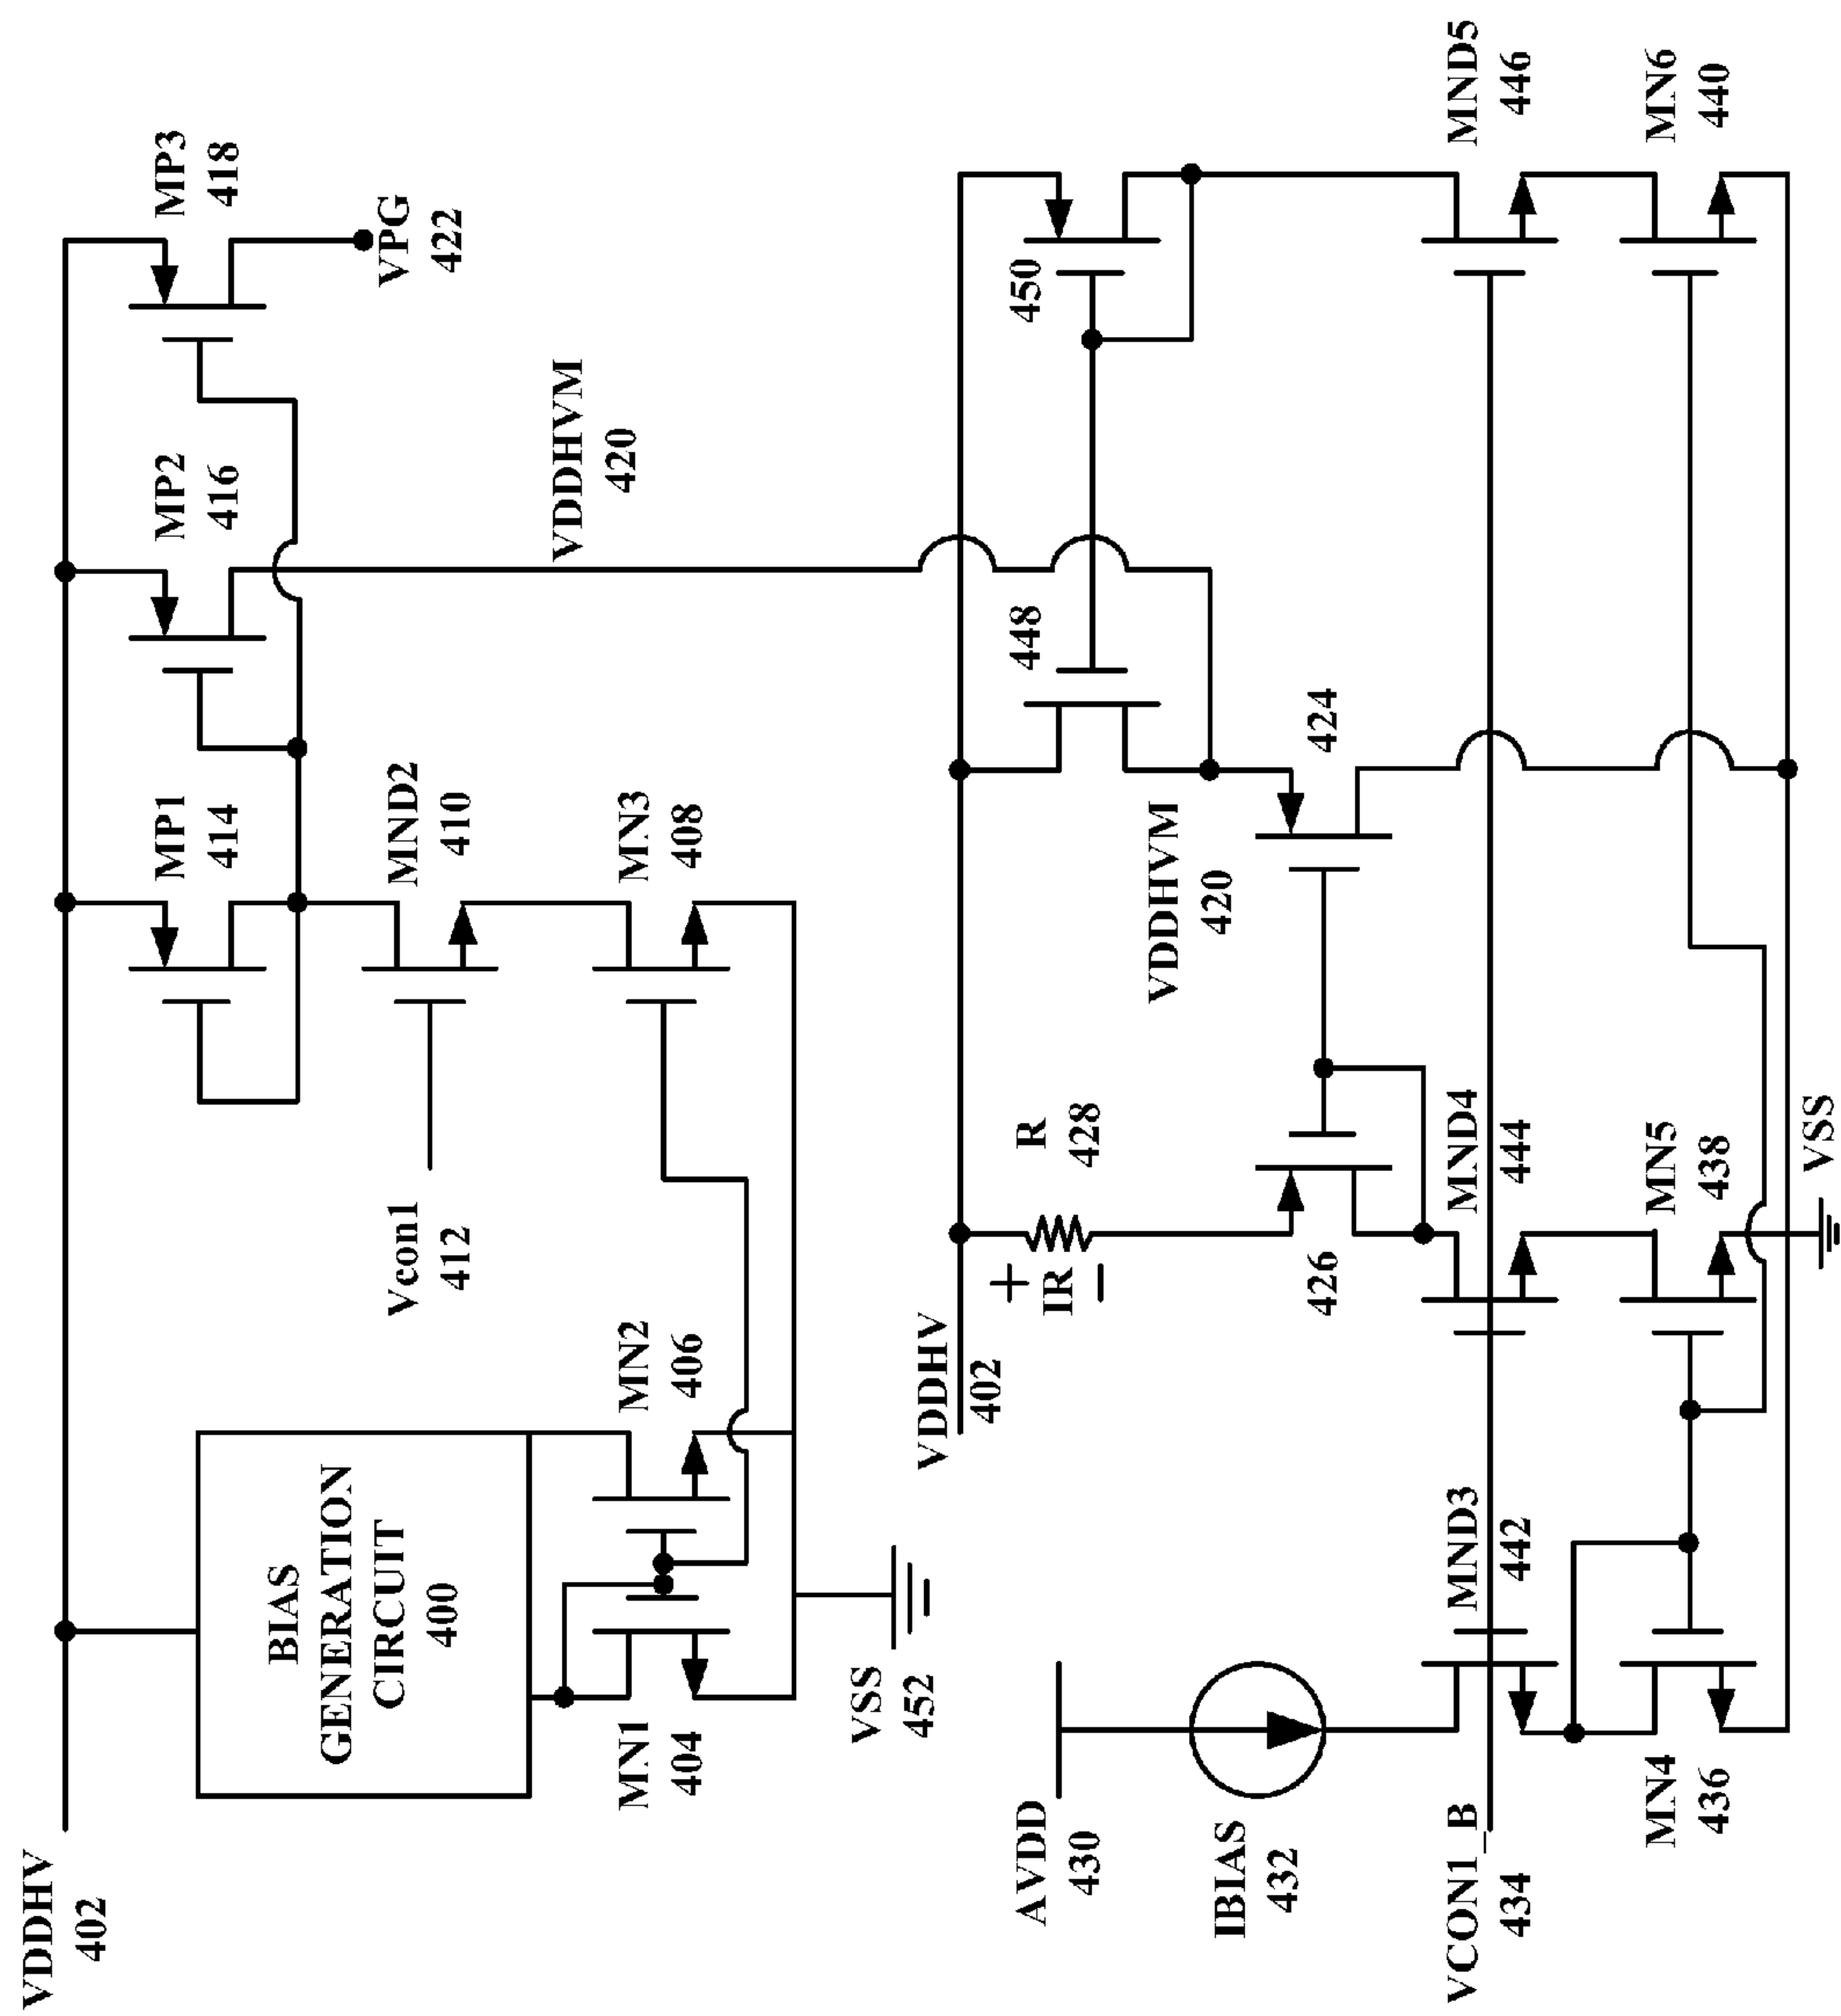 VDDHV
402
BIAS
GENERATION
CIRCUIT
400
MN1
404
MN2
406
VSS
452
Vcon1
412
MP1
414
MND2
410
MN3
408
MP2
416
MP3
418
VPG
422
VDDHVM
420
VDDHV
402
AVDD
430
IBIAS
432
VCON1_B
434
MN4
436
MND3
442
+
IR
−
R
428
426
MND4
444
MN5
438
VSS
VDDHVM
420
424
448
450
MND5
446
MN6
440